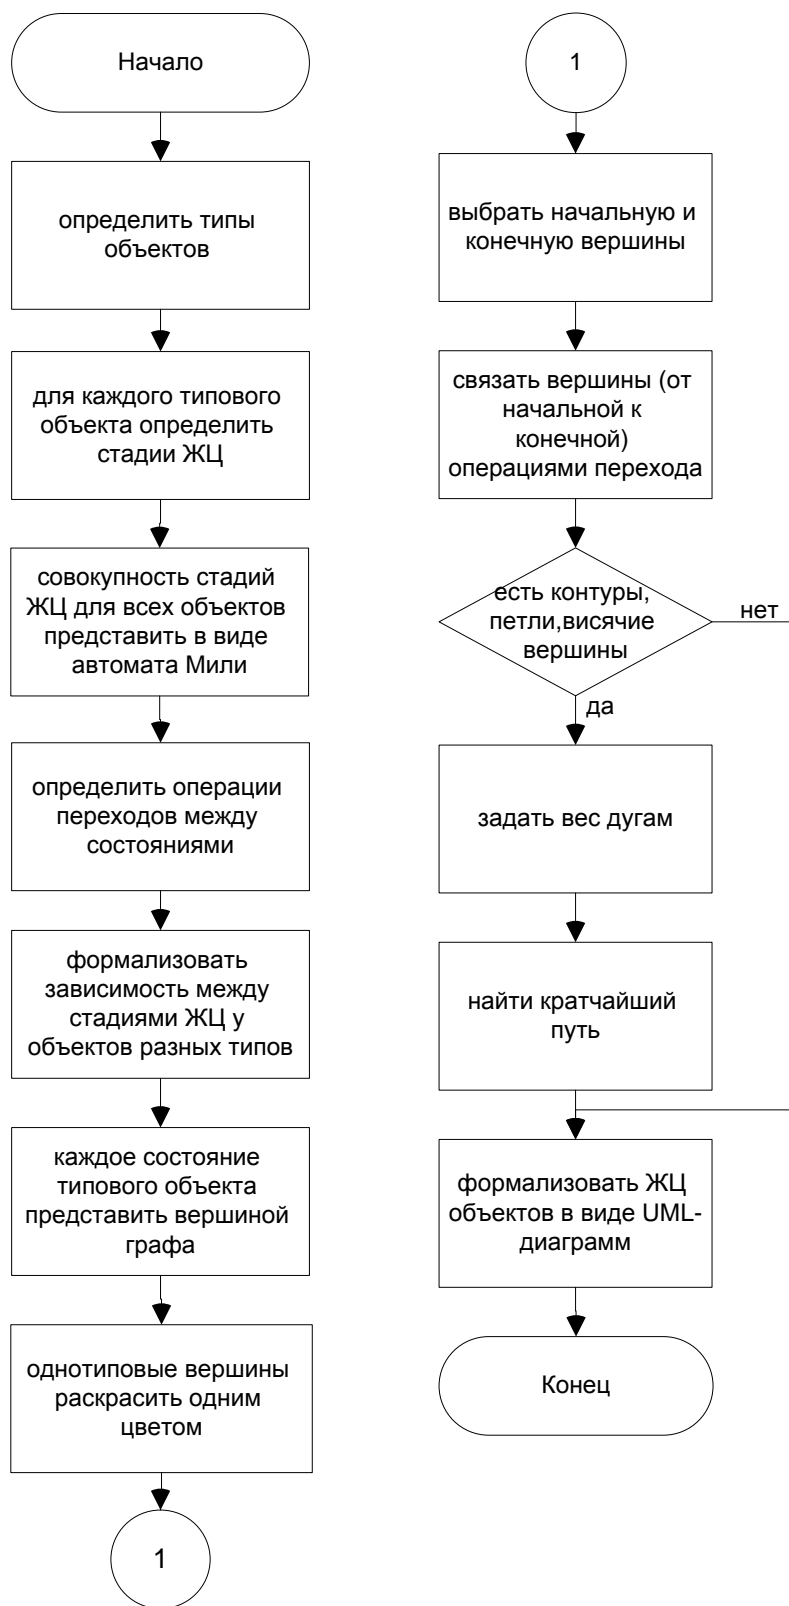 Начало
определить типы
объектов
для каждого типового
объекта определить
стадии ЖЦ
совокупность стадий
ЖЦ для всех объектов
представить в виде
автомата Мили
определить операции
переходов между
состояниями
формализовать
зависимость между
стадиями ЖЦ у
объектов разных типов
каждое состояние
типового объекта
представить вершиной
графа
однотиповые вершины
раскрасить одним
цветом
1
1
выбрать начальную и
конечную вершины
связать вершины (от
начальной к
конечной)
операциями перехода
есть контуры,
петли,висячие
вершины
нет
да
задать вес дугам
найти кратчайший
путь
формализовать ЖЦ
объектов в виде UML-
диаграмм
Конец